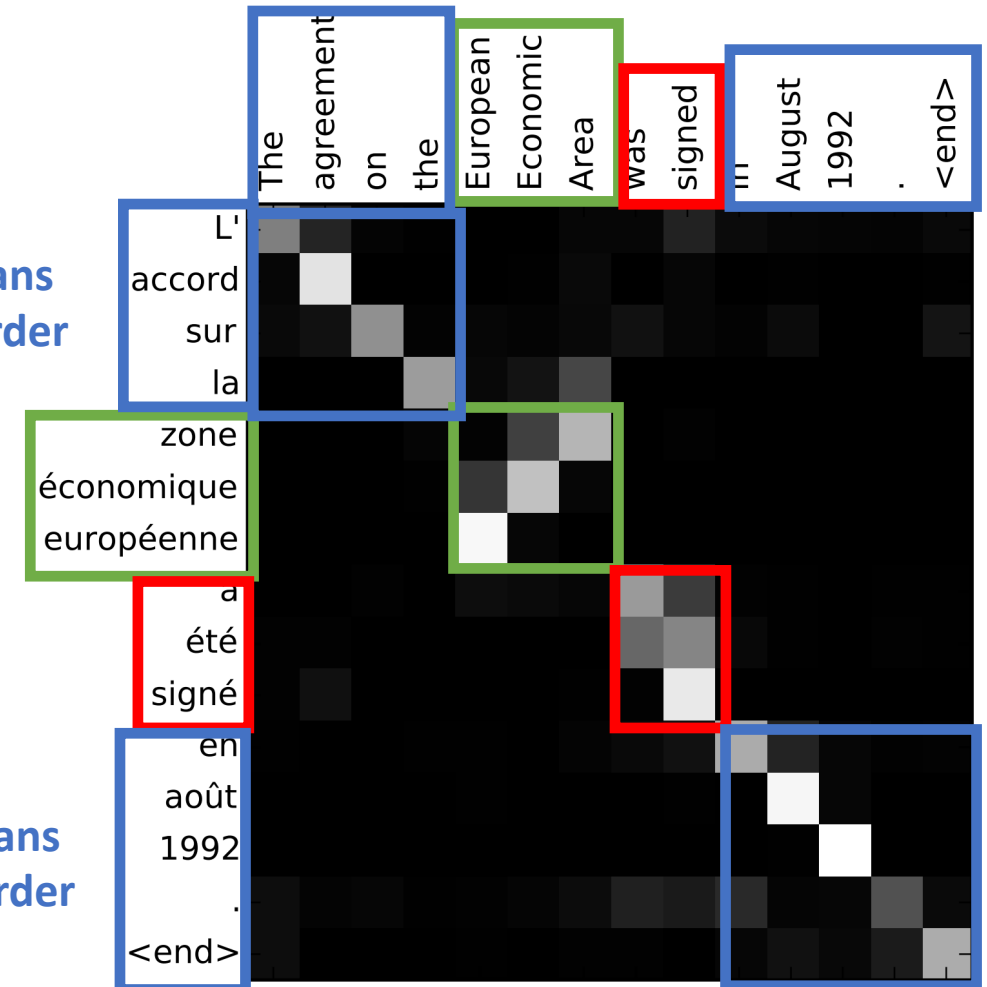 The
agreement
on
the
European
Economic
Area
was
signed
in
August
1992
.
<end>
L'
accord
sur
la
zone
économique
européenne
a
été
signé
en
août
1992
.
<end>
ans
rder
ans
rder